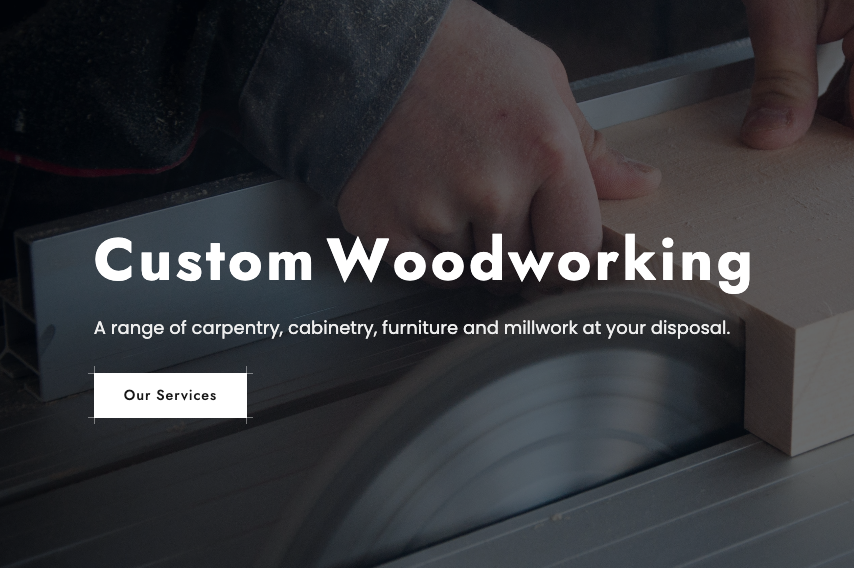 Custom Woodworking
A range of carpentry, cabinetry, furniture and millwork at your disposal.
Our Services